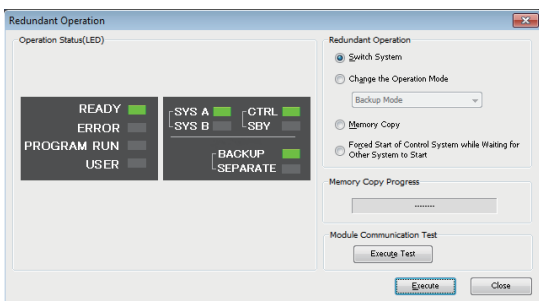 Redundant Operation
Operation Status(LED)
READY
ERROR
PROGRAM RUN
USER
SYS A
SYS B
CTRL
SBY
BACKUP
SEPARATE
Redundant Operation
Switch System
Change the Operation Mode
Backup Mode
Memory Copy
Forced Start of Control System while Waiting for
Other System to Start
Memory Copy Progress
--------
Module Communication Test
Execute Test
Execute
Close